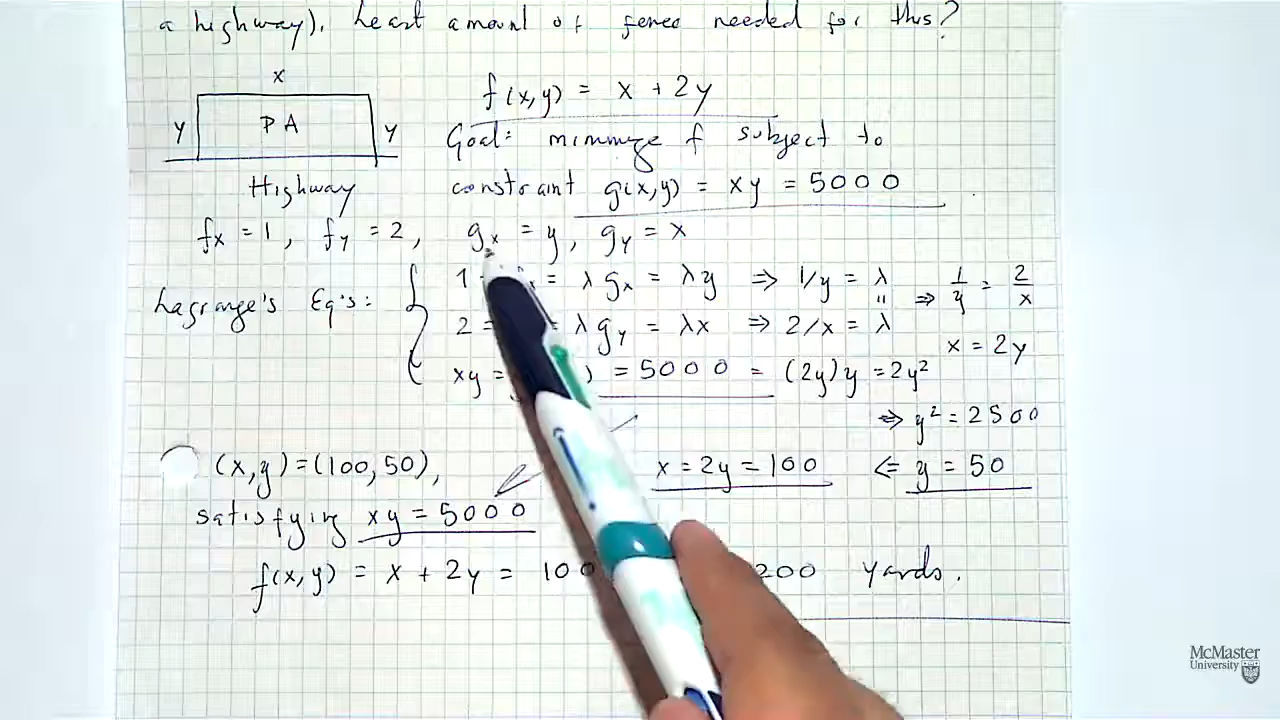 a highway). Least amount of fence needed for this?
x
y PA y
Highway
f(x,y) = x + 2y
Goal: minimize f subject to
constraint g(x,y) = xy = 5000
fx = 1, fy = 2, gx = y, gy = x
Lagrange's Eq's:
1 = λgx = λy ⇒ 1/y = λ ⇒ 1/y = 2/x
2 = λgy = λx ⇒ 2/x = λ
x = 2y
xy = ) = 5000 = (2y)y = 2y²
⇒ y² = 2500
(x,y)=(100,50), x = 2y = 100 ⇐ y = 50
satisfying xy = 5000
f(x,y) = x + 2y = 100 200 yards.
McMaster
University